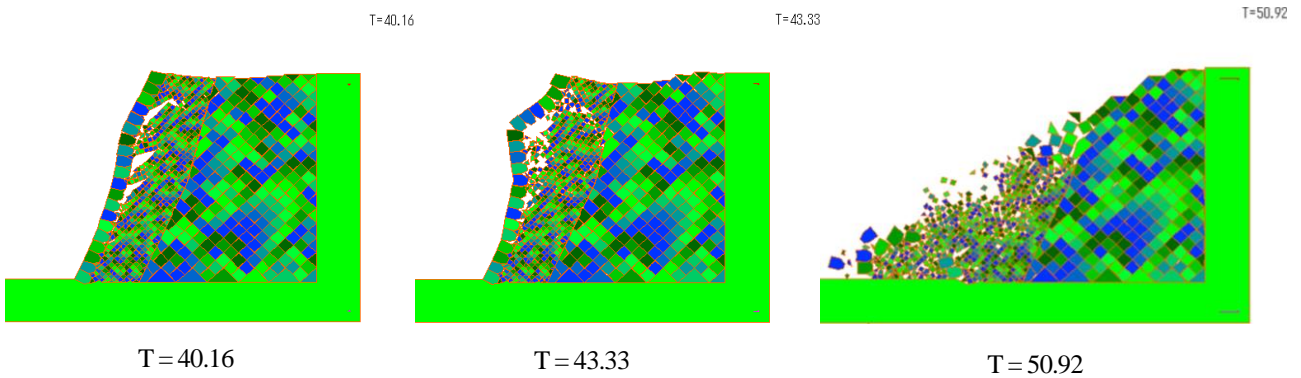 T=40.16
T=43.33
T=50.92
T = 40.16
T = 43.33
T = 50.92